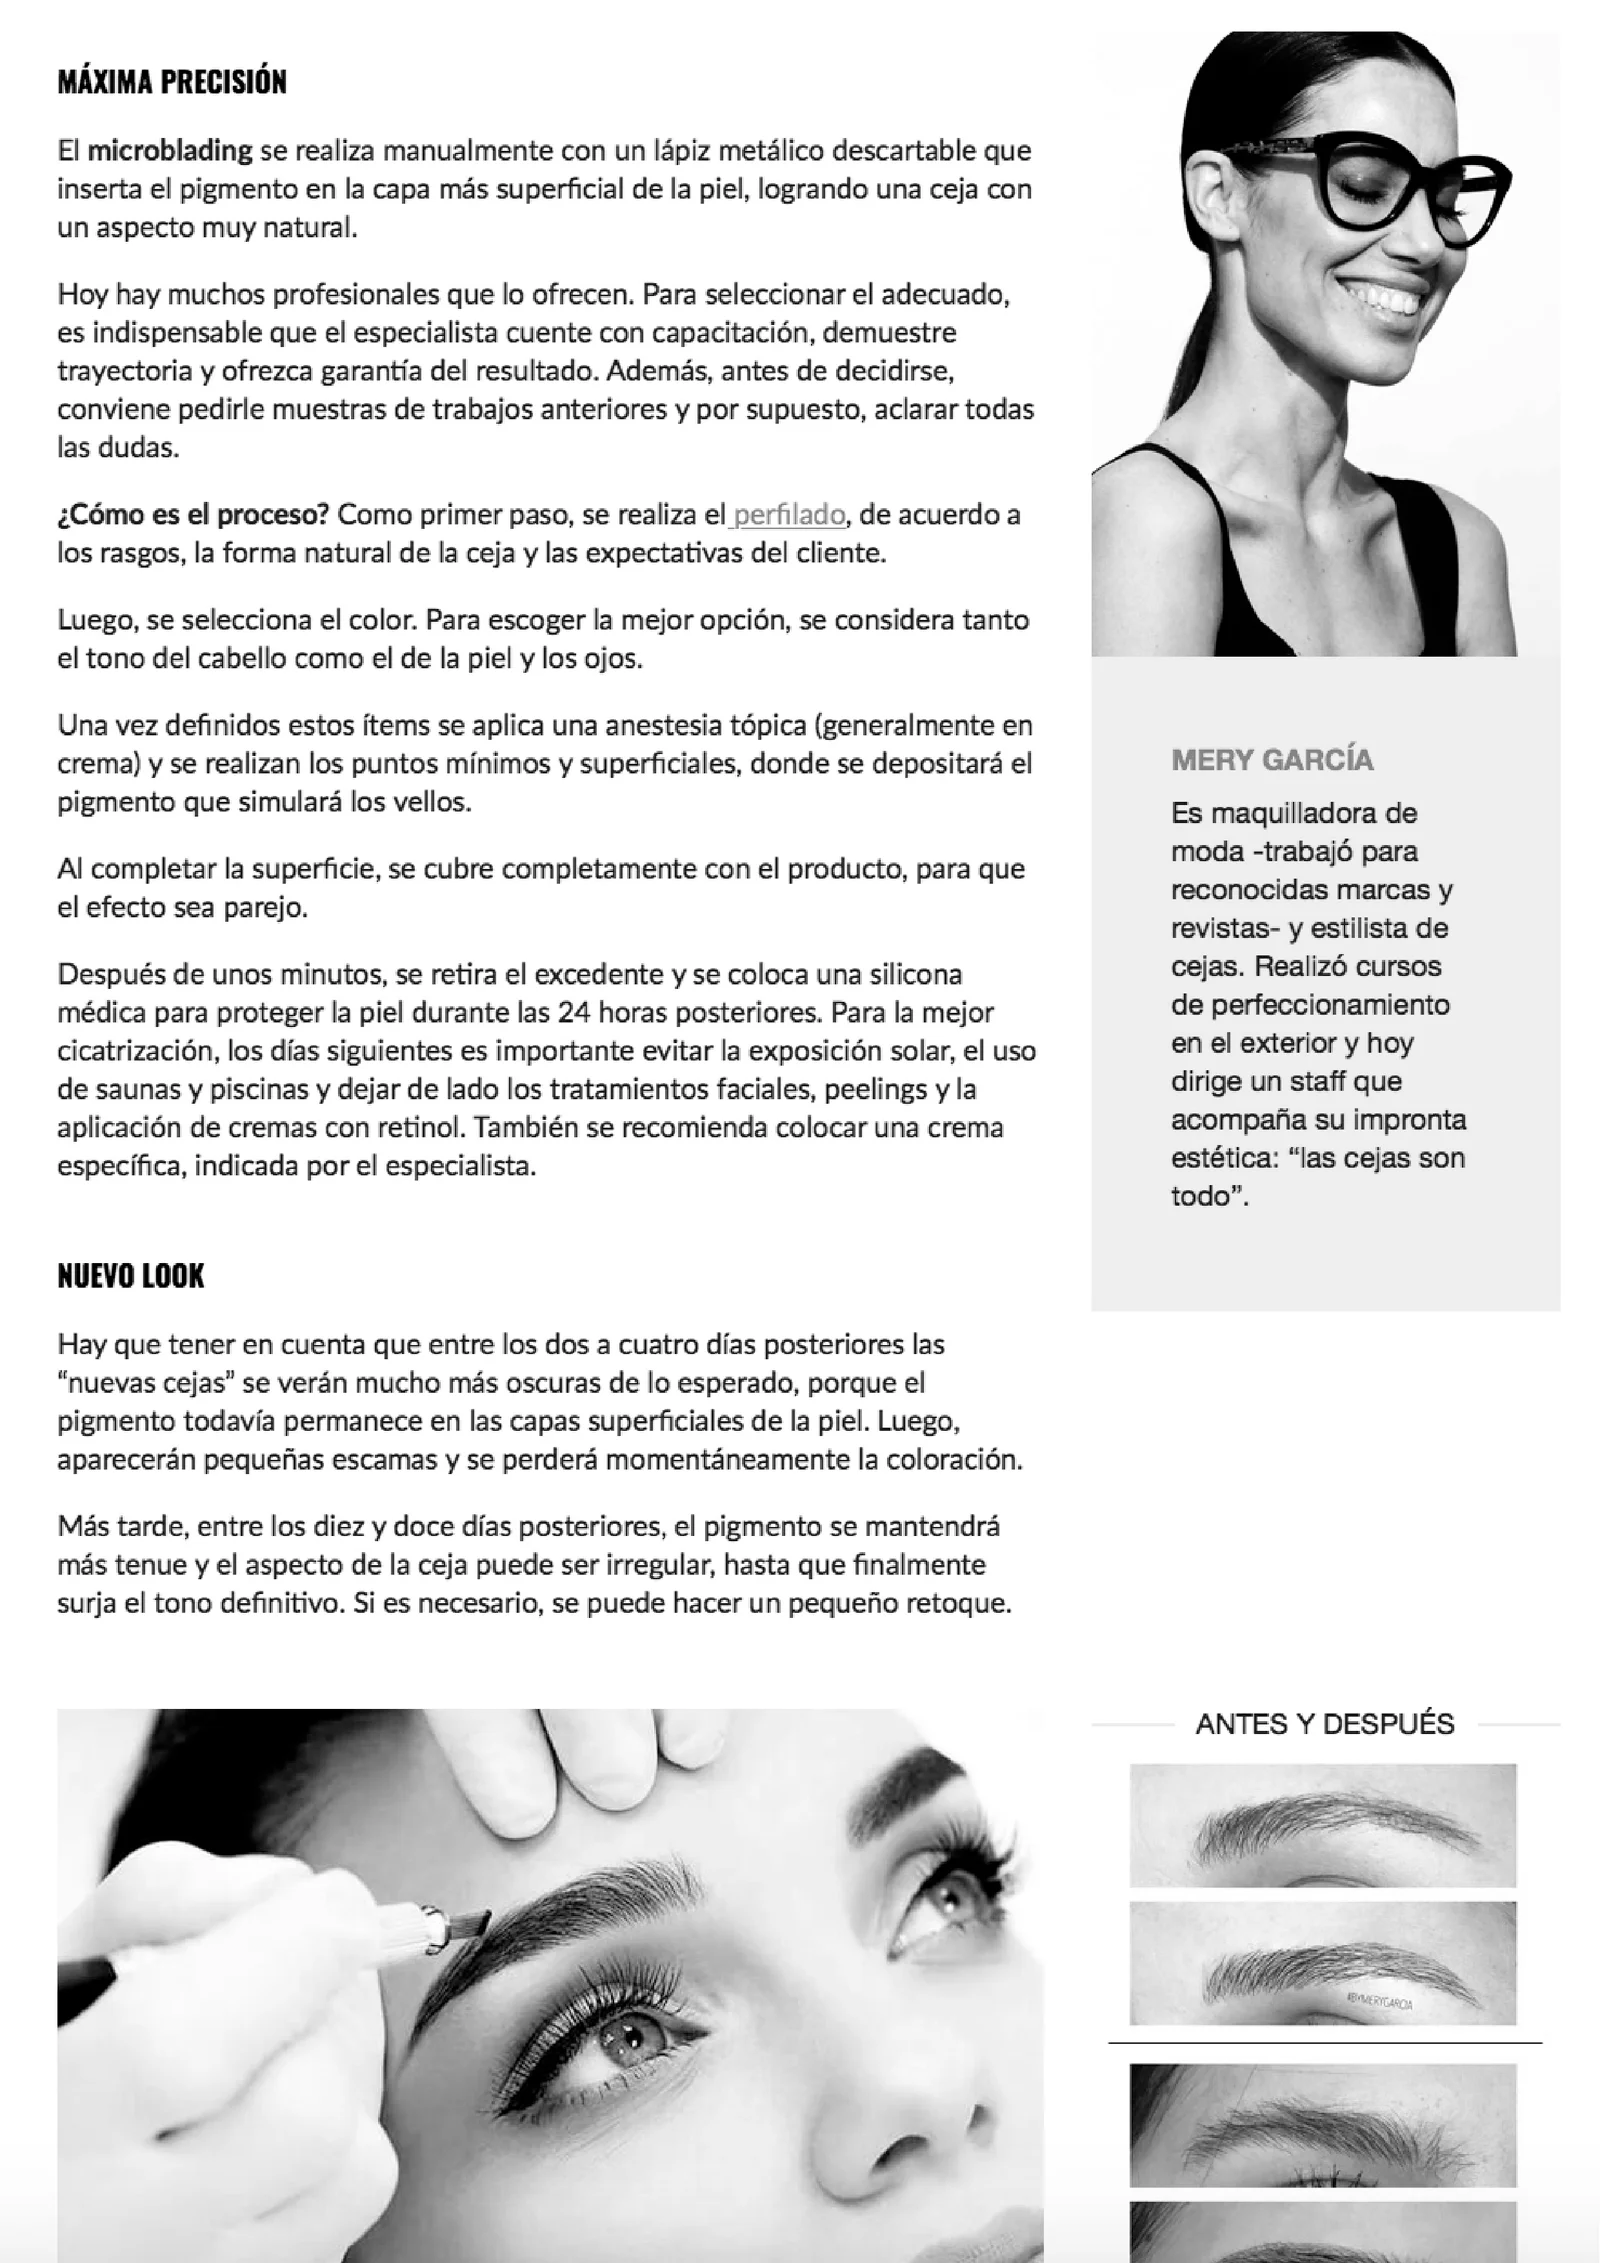 MÁXIMA PRECISIÓN
El microblading se realiza manualmente con un lápiz metálico descartable que
inserta el pigmento en la capa más superficial de la piel, logrando una ceja con
un aspecto muy natural.
Hoy hay muchos profesionales que lo ofrecen. Para seleccionar el adecuado,
es indispensable que el especialista cuente con capacitación, demuestre
trayectoria y ofrezca garantía del resultado. Además, antes de decidirse,
conviene pedirle muestras de trabajos anteriores y por supuesto, aclarar todas
las dudas.
¿Cómo es el proceso? Como primer paso, se realiza el perfilado, de acuerdo a
los rasgos, la forma natural de la ceja y las expectativas del cliente.
Luego, se selecciona el color. Para escoger la mejor opción, se considera tanto
el tono del cabello como el de la piel y los ojos.
Una vez definidos estos ítems se aplica una anestesia tópica (generalmente en
crema) y se realizan los puntos mínimos y superficiales, donde se depositará el
pigmento que simulará los vellos.
Al completar la superficie, se cubre completamente con el producto, para que
el efecto sea parejo.
Después de unos minutos, se retira el excedente y se coloca una silicona
médica para proteger la piel durante las 24 horas posteriores. Para la mejor
cicatrización, los días siguientes es importante evitar la exposición solar, el uso
de saunas y piscinas y dejar de lado los tratamientos faciales, peelings y la
aplicación de cremas con retinol. También se recomienda colocar una crema
específica, indicada por el especialista.
NUEVO LOOK
Hay que tener en cuenta que entre los dos a cuatro días posteriores las
“nuevas cejas” se verán mucho más oscuras de lo esperado, porque el
pigmento todavía permanece en las capas superficiales de la piel. Luego,
aparecerán pequeñas escamas y se perderá momentáneamente la coloración.
Más tarde, entre los diez y doce días posteriores, el pigmento se mantendrá
más tenue y el aspecto de la ceja puede ser irregular, hasta que finalmente
surja el tono definitivo. Si es necesario, se puede hacer un pequeño retoque.
MERY GARCÍA
Es maquilladora de
moda -trabajó para
reconocidas marcas y
revistas- y estilista de
cejas. Realizó cursos
de perfeccionamiento
en el exterior y hoy
dirige un staff que
acompaña su impronta
estética: “las cejas son
todo”.
ANTES Y DESPUÉS
#BYMERYGARCIA